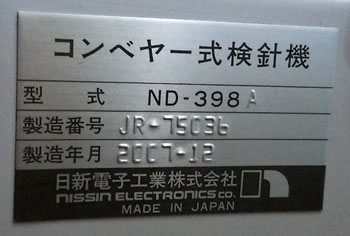 コンベヤー式検針機
型式 ND-398A
製造番号 JR-75036
製造年月 2007-12
日新電子工業株式会社
NISSIN ELECTRONICS CO.
MADE IN JAPAN